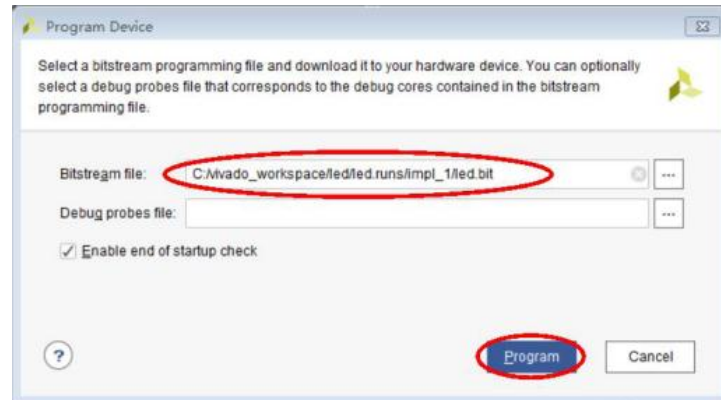 Program Device
Select a bitstream programming file and download it to your hardware device. You can optionally
select a debug probes file that corresponds to the debug cores contained in the bitstream
programming file.
Bitstream file: C:/vivado_workspace/led/led.runs/impl_1/led.bit ...
Debug probes file: ...
Enable end of startup check
? Program Cancel